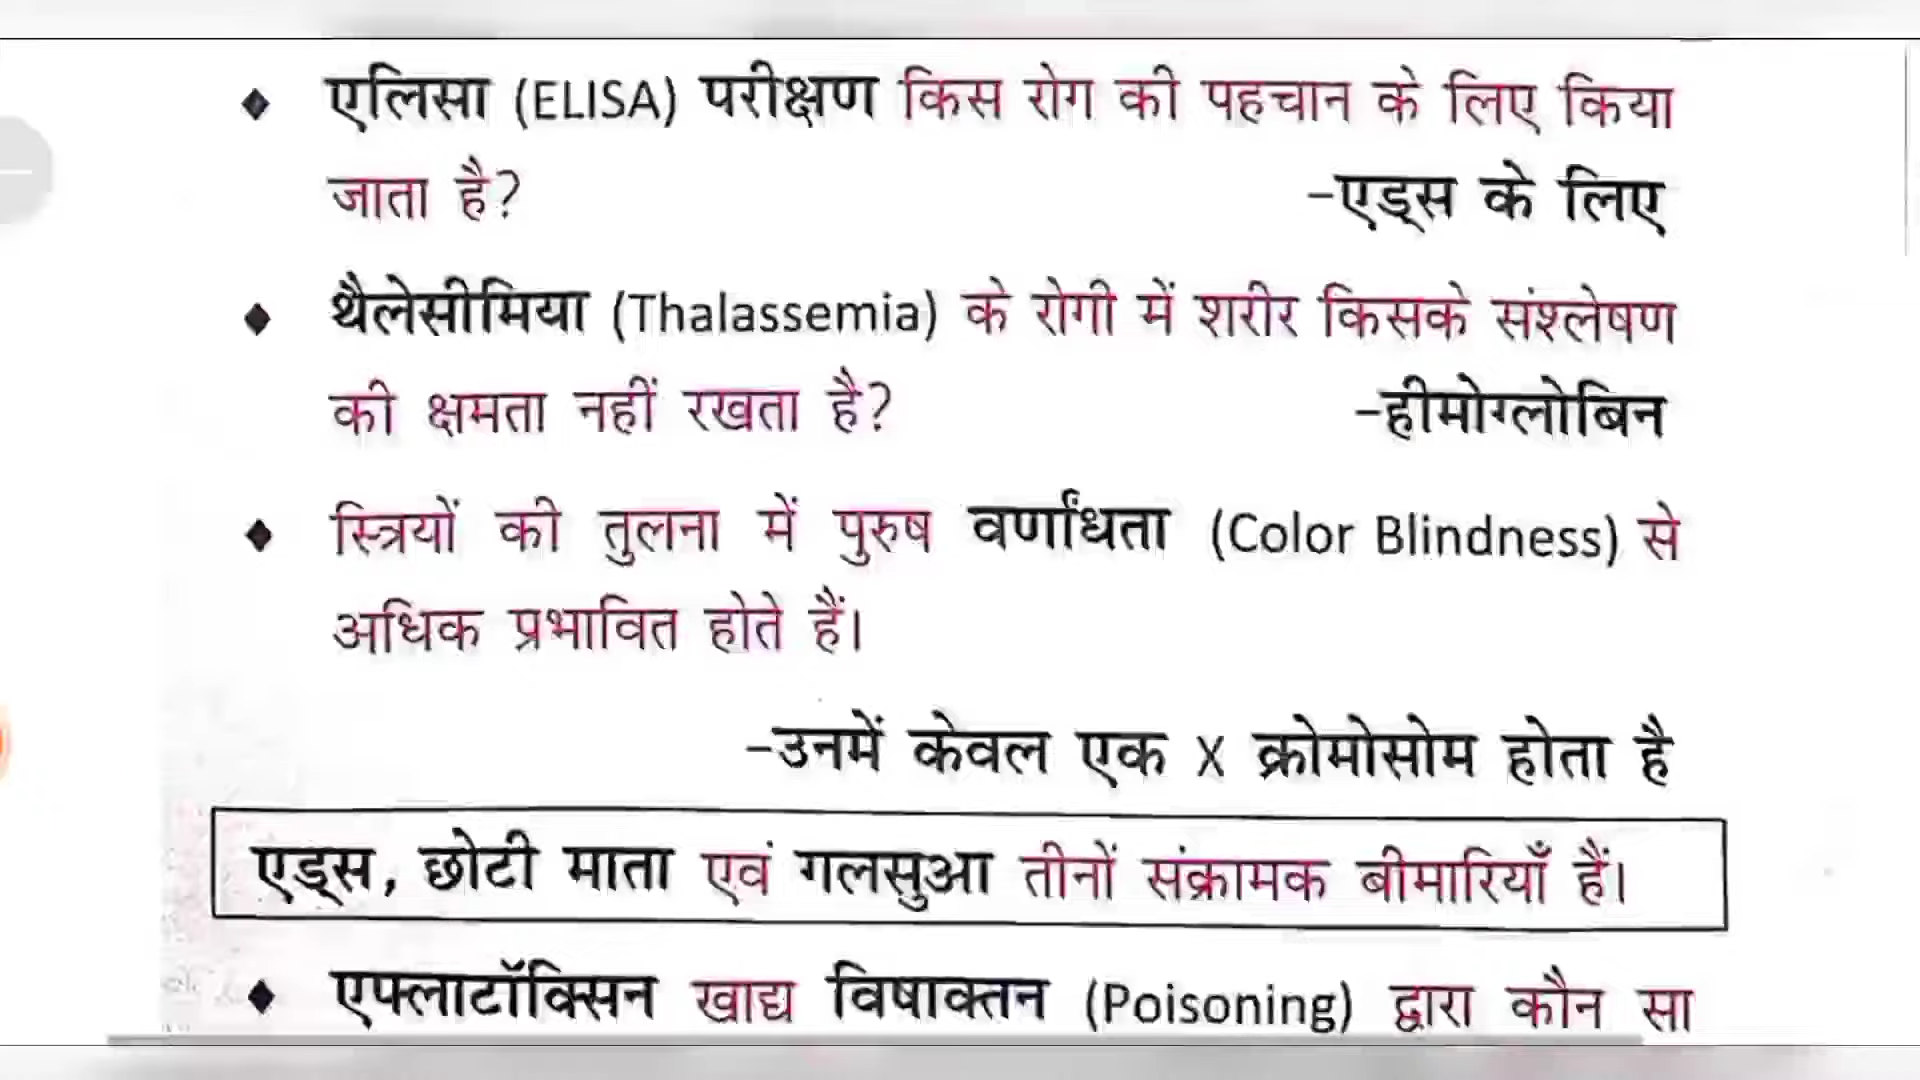 ♦ एलिसा (ELISA) परीक्षण किस रोग की पहचान के लिए किया
जाता है? -एड्स के लिए
♦ थैलेसीमिया (Thalassemia) के रोगी में शरीर किसके संश्लेषण
की क्षमता नहीं रखता है? -हीमोग्लोबिन
♦ स्त्रियों की तुलना में पुरुष वर्णांधता (Color Blindness) से
अधिक प्रभावित होते हैं।
-उनमें केवल एक X क्रोमोसोम होता है
एड्स, छोटी माता एवं गलसुआ तीनों संक्रामक बीमारियाँ हैं।
♦ एफ्लाटॉक्सिन खाद्य विषाक्तन (Poisoning) द्वारा कौन सा